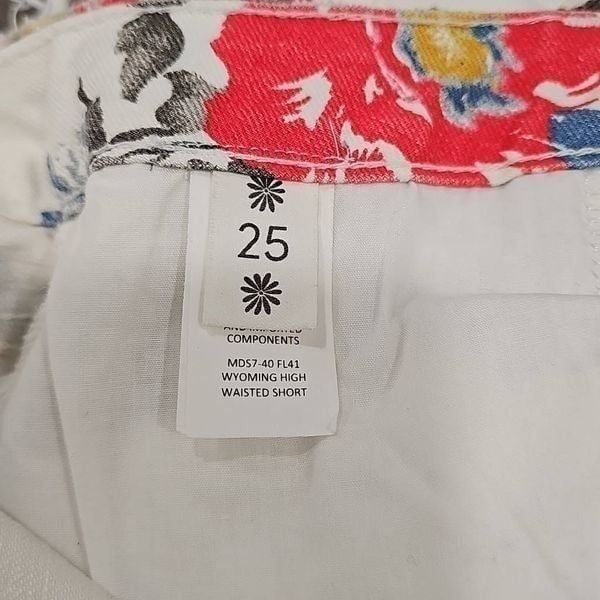 25
COMPONENTS
MDS7-40 FL41
WYOMING HIGH
WAISTED SHORT